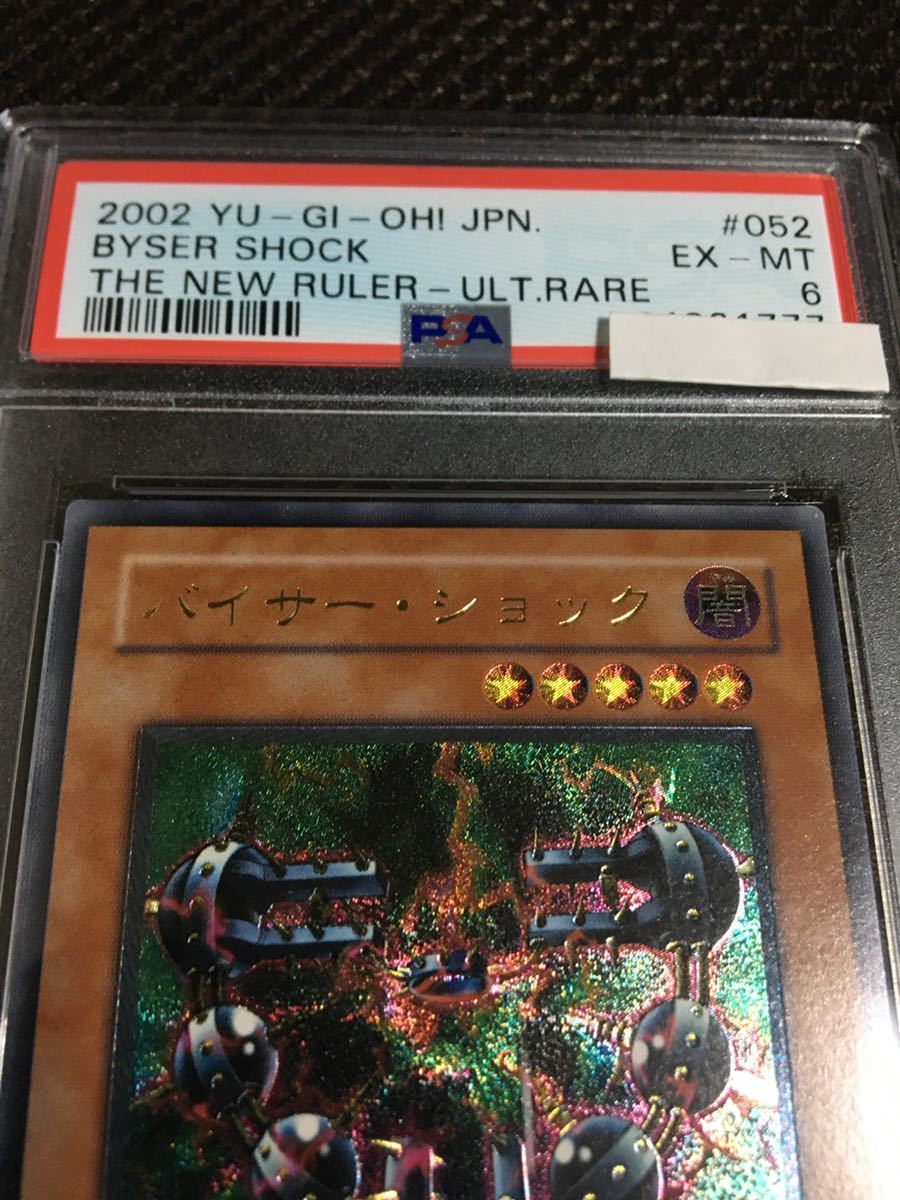 2002 YU-GI-OH! JPN. #052
BYSER SHOCK EX-MT
THE NEW RULER-ULT.RARE 6
PSA
バイサー・ショック 闇